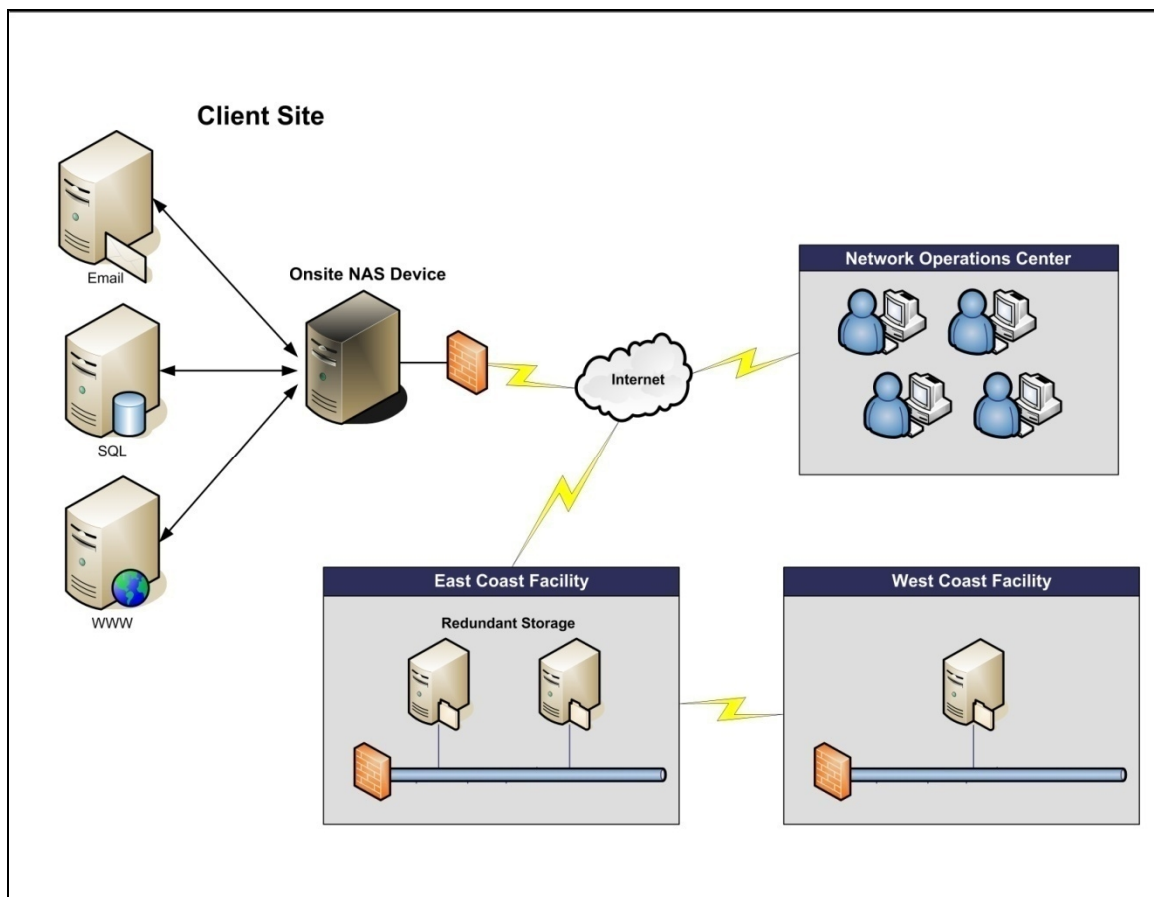 Client Site
Email
Onsite NAS Device
SQL
WWW
Internet
Network Operations Center
East Coast Facility
Redundant Storage
West Coast Facility